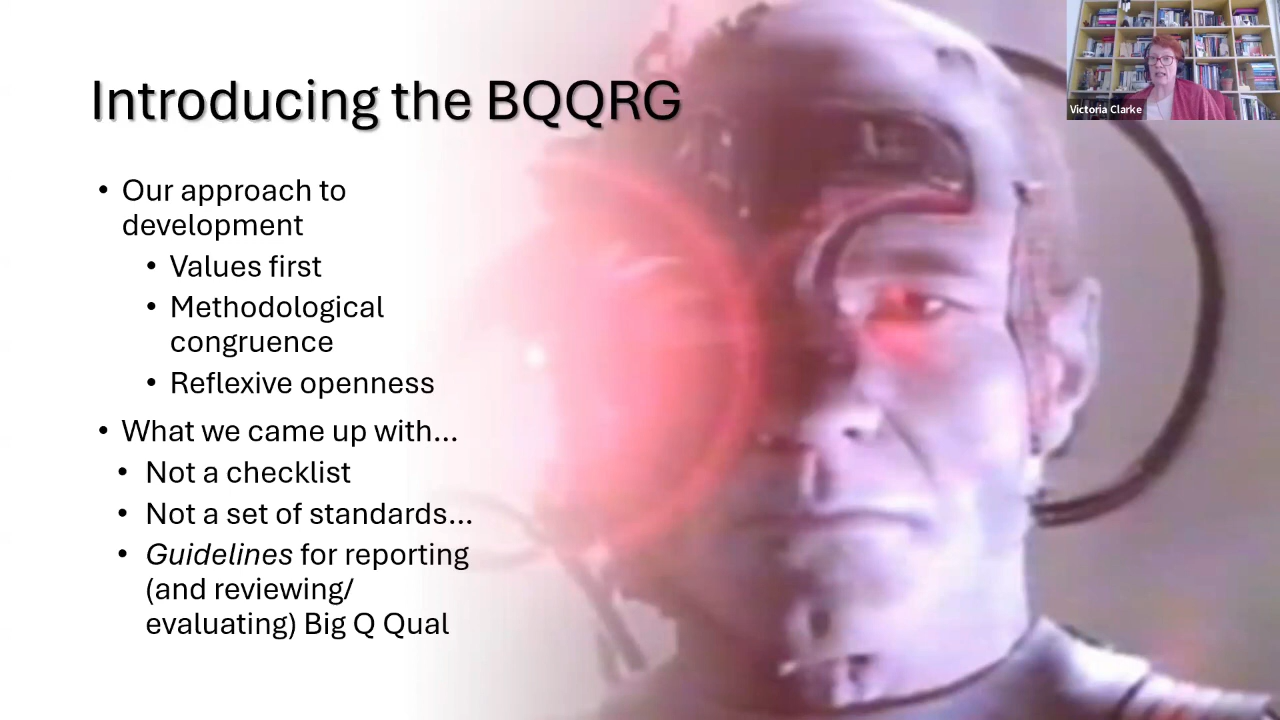 Introducing the BQQRG
Victoria Clarke
• Our approach to
development
• Values first
• Methodological
congruence
• Reflexive openness
• What we came up with...
• Not a checklist
• Not a set of standards...
• Guidelines for reporting
(and reviewing/
evaluating) Big Q Qual